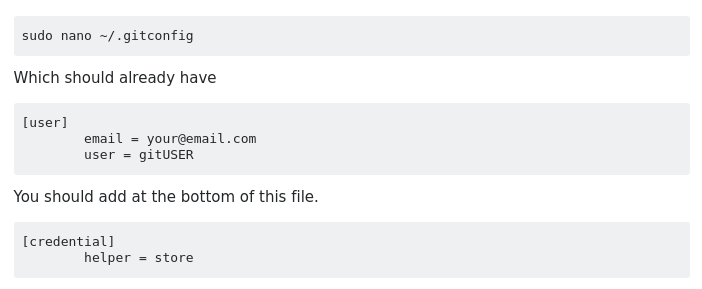 sudo nano ~/.gitconfig
Which should already have
[user]
        email = your@email.com
        user = gitUSER
You should add at the bottom of this file.
[credential]
        helper = store